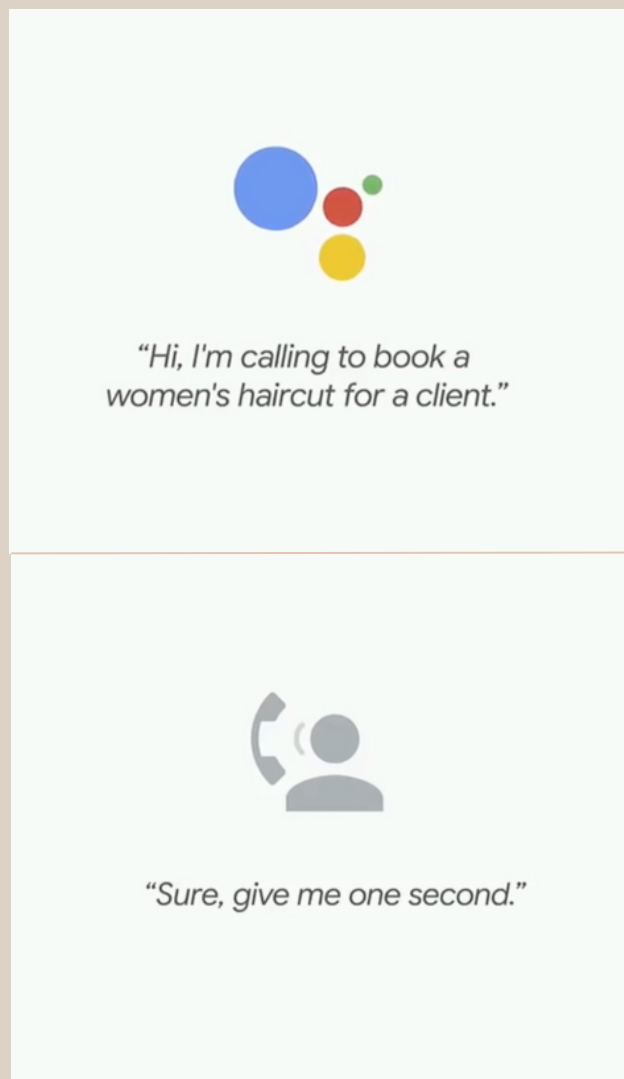 “Hi, I'm calling to book a
women's haircut for a client.”
“Sure, give me one second.”